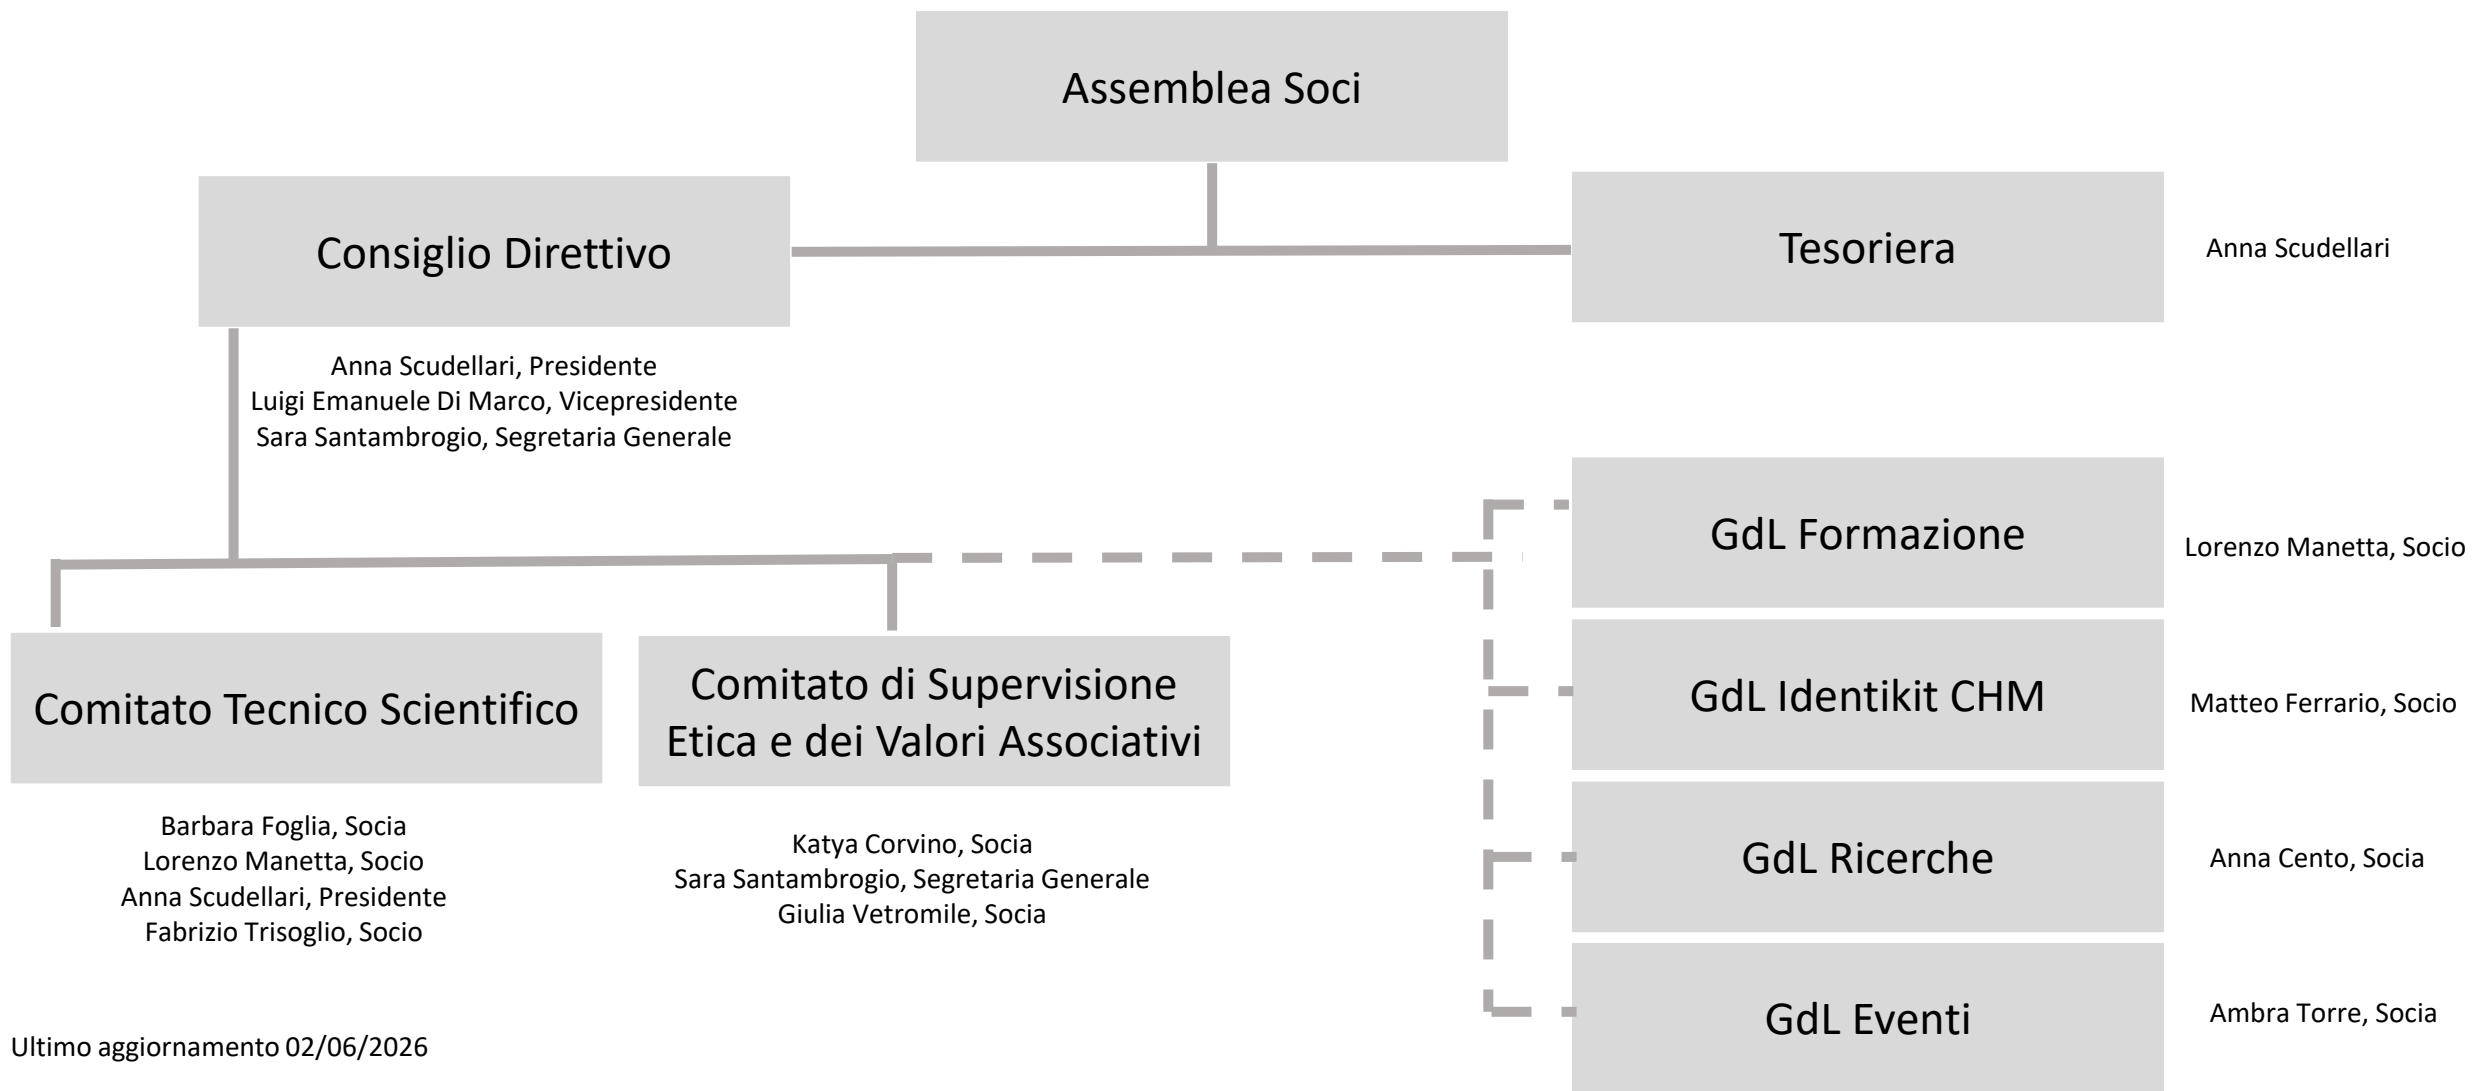 Assemblea Soci
Consiglio Direttivo
Tesoriera
Anna Scudellari
Anna Scudellari, Presidente
Luigi Emanuele Di Marco, Vicepresidente
Sara Santambrogio, Segretaria Generale
GdL Formazione
Lorenzo Manetta, Socio
Comitato Tecnico Scientifico
Comitato di Supervisione
Etica e dei Valori Associativi
GdL Identikit CHM
Matteo Ferrario, Socio
Barbara Foglia, Socia
Lorenzo Manetta, Socio
Anna Scudellari, Presidente
Fabrizio Trisoglio, Socio
Katya Corvino, Socia
Sara Santambrogio, Segretaria Generale
Giulia Vetromile, Socia
GdL Ricerche
Anna Cento, Socia
GdL Eventi
Ambra Torre, Socia
Ultimo aggiornamento 02/06/2026